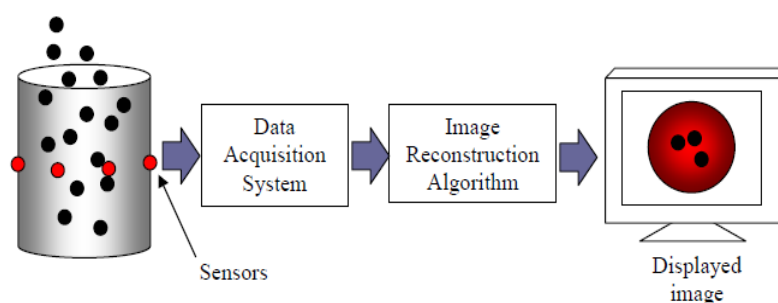 Data
Acquisition
System
Image
Reconstruction
Algorithm
Sensors
Displayed
image